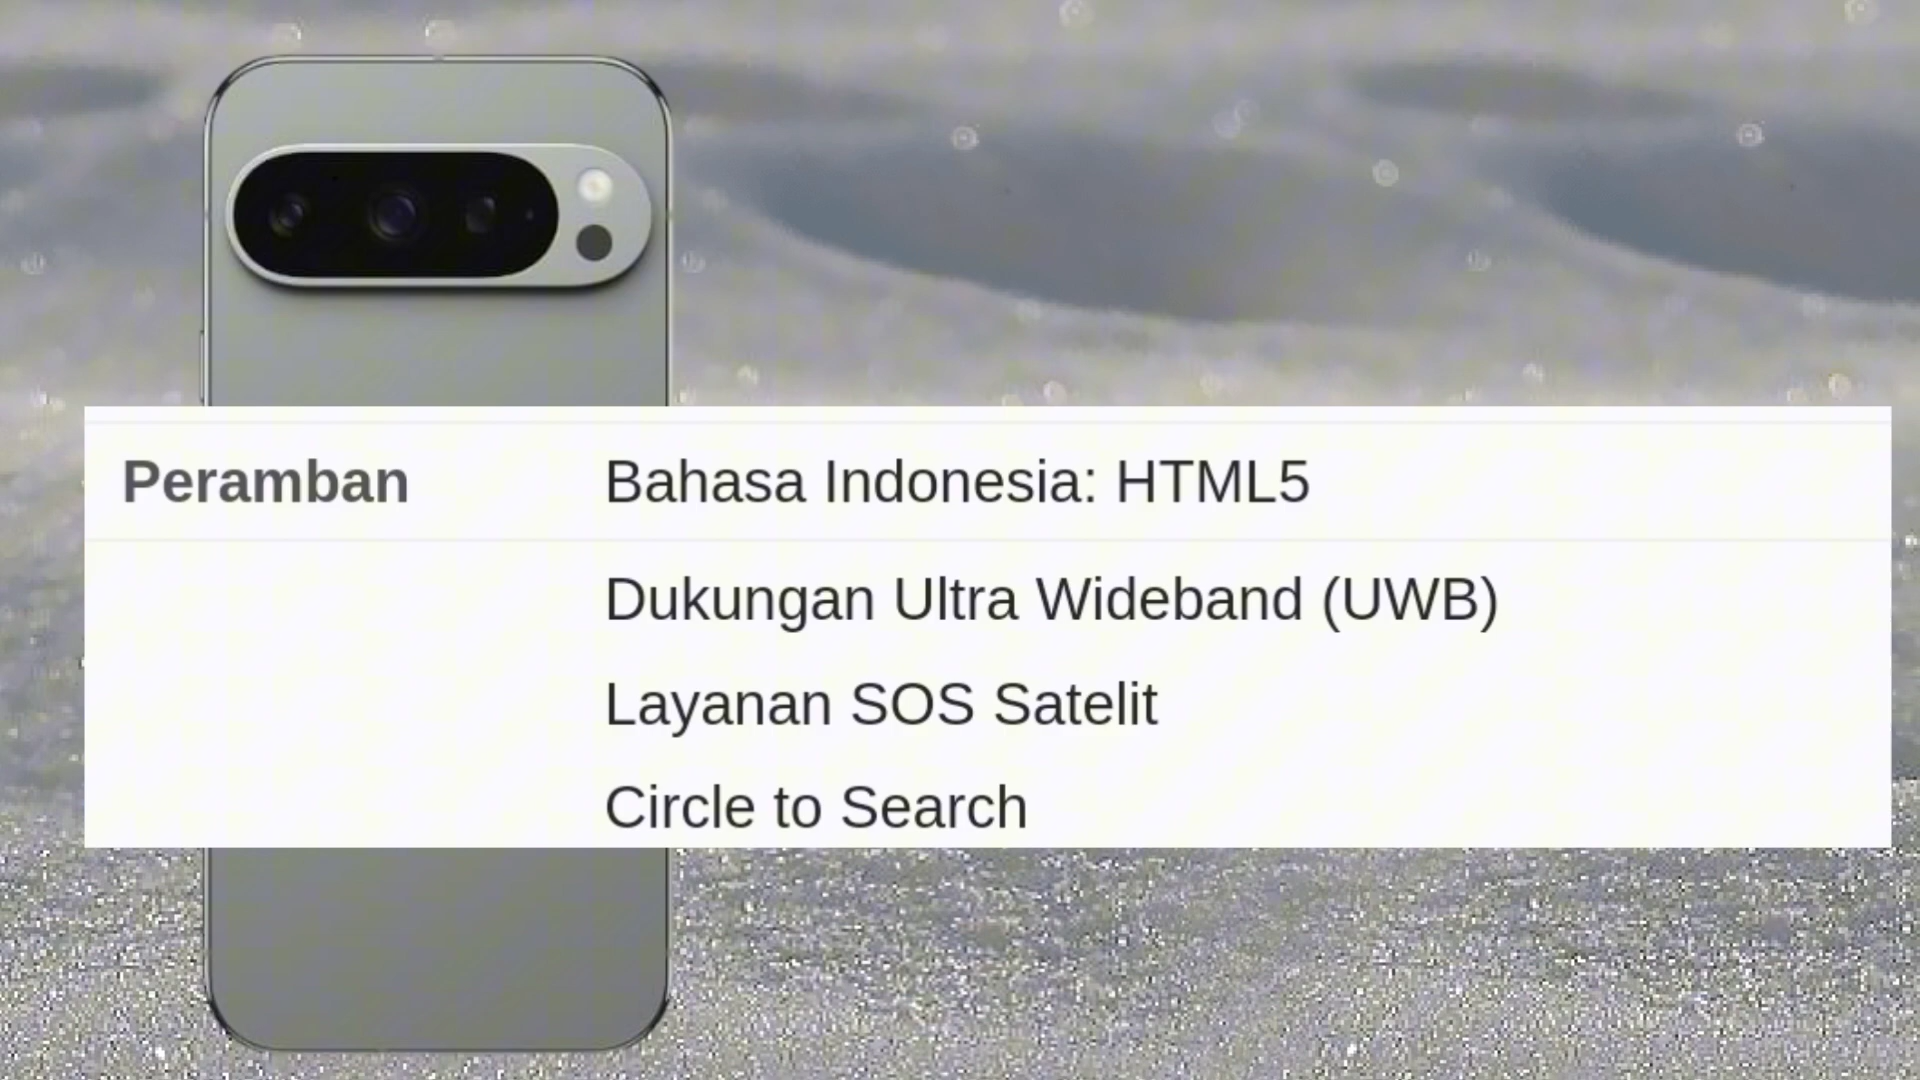 Peramban Bahasa Indonesia: HTML5
Dukungan Ultra Wideband (UWB)
Layanan SOS Satelit
Circle to Search